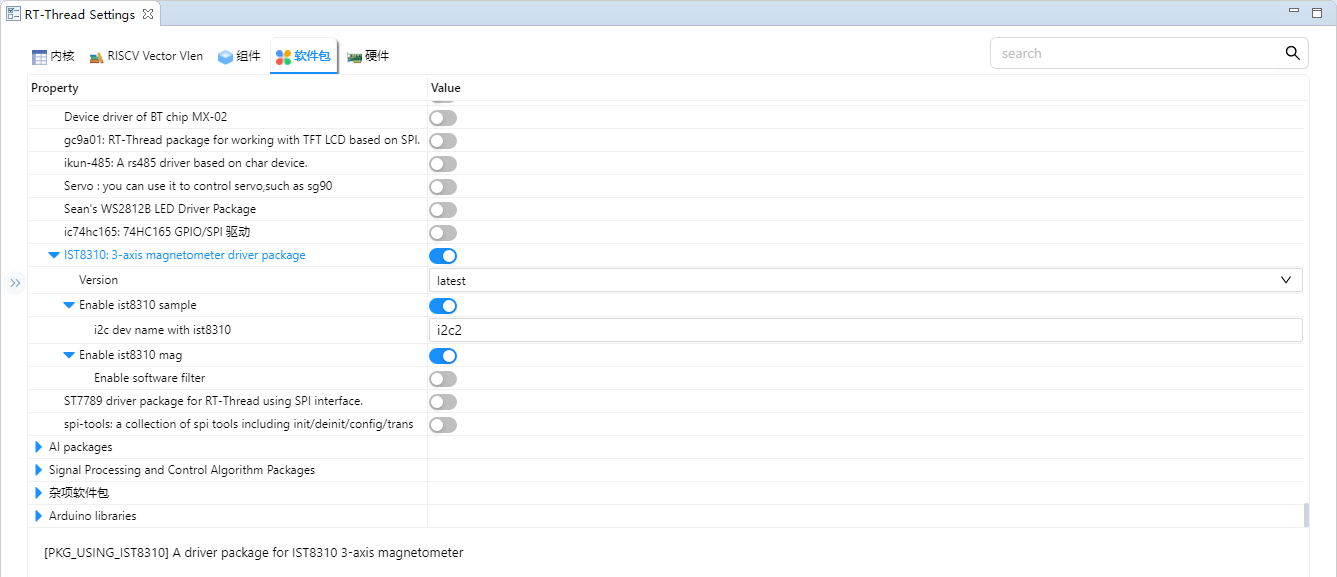 RT-Thread Settings
内核 RISCV Vector Vlen 组件 软件包 硬件 search
Property Value
Device driver of BT chip MX-02
gc9a01: RT-Thread package for working with TFT LCD based on SPI.
ikun-485: A rs485 driver based on char device.
Servo : you can use it to control servo,such as sg90
Sean's WS2812B LED Driver Package
ic74hc165: 74HC165 GPIO/SPI 驱动
IST8310: 3-axis magnetometer driver package
Version latest
Enable ist8310 sample
i2c dev name with ist8310 i2c2
Enable ist8310 mag
Enable software filter
ST7789 driver package for RT-Thread using SPI interface.
spi-tools: a collection of spi tools including init/deinit/config/trans
AI packages
Signal Processing and Control Algorithm Packages
杂项软件包
Arduino libraries
[PKG_USING_IST8310] A driver package for IST8310 3-axis magnetometer